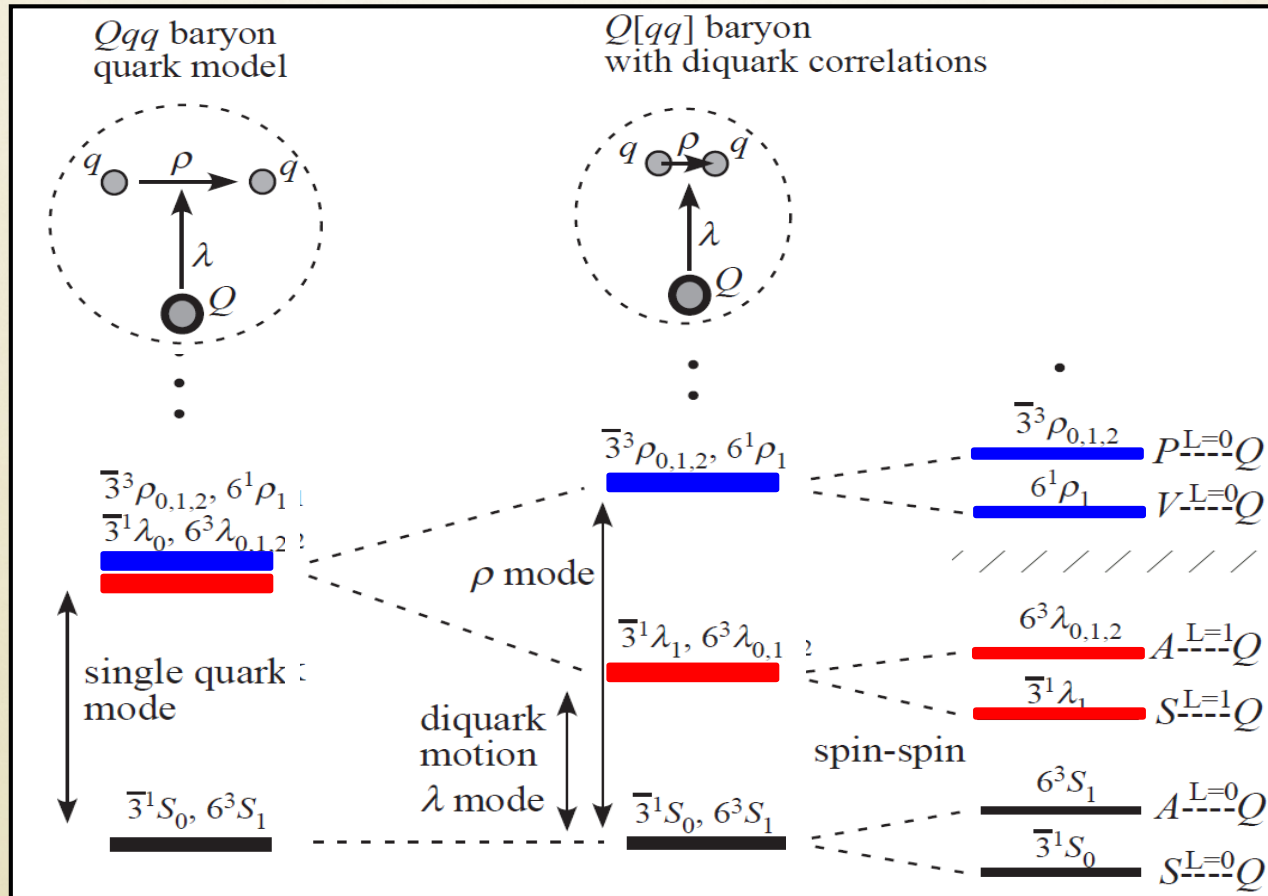 Qqq baryon
quark model
Q[qq] baryon
with diquark correlations
q ρ q
λ
Q
q ρ q
λ
Q
3̅³ρ₀,₁,₂, 6¹ρ₁ 1
3̅¹λ₀, 6³λ₀,₁,₂ 2
single quark
mode
3̅¹S₀, 6³S₁
3̅³ρ₀,₁,₂, 6¹ρ₁
ρ mode
3̅¹λ₁, 6³λ₀,₁ 2
diquark
motion
λ mode
3̅¹S₀, 6³S₁
spin-spin
3̅³ρ₀,₁,₂ P----L=0 Q
6¹ρ₁ V----L=0 Q
6³λ₀,₁,₂ A----L=1 Q
3̅¹λ₁ S----L=1 Q
6³S₁ A----L=0 Q
3̅¹S₀ S----L=0 Q